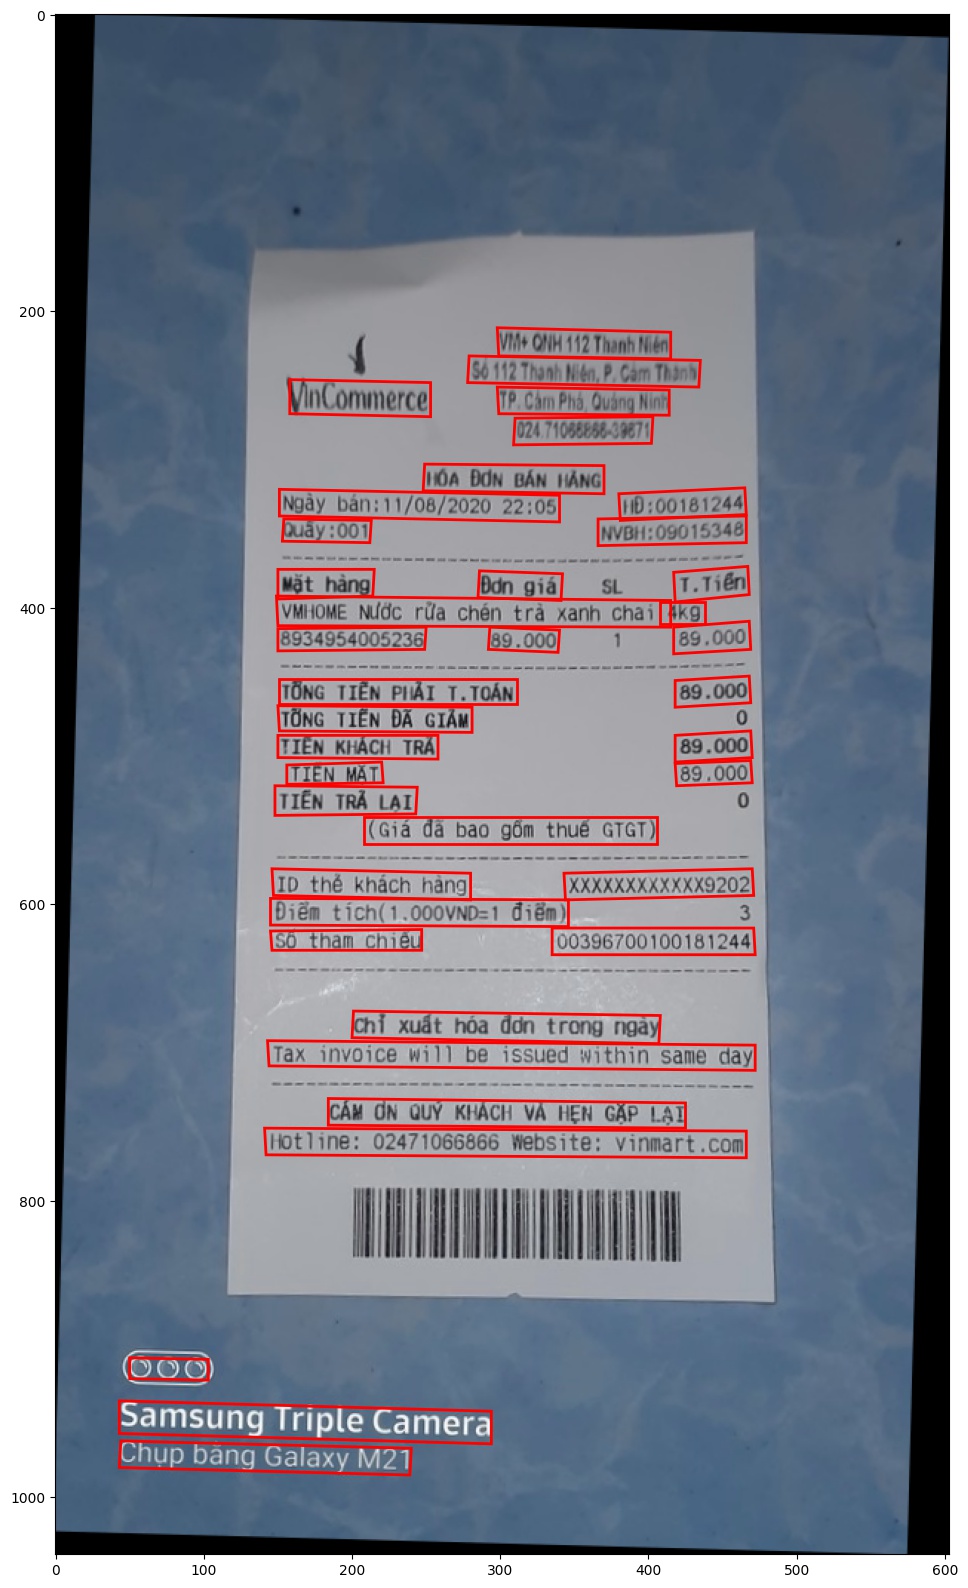 VinCommerce
VM+ QNH 112 Thanh Niên
Số 112 Thanh Niên, P. Cẩm Thành
TP. Cẩm Phả, Quảng Ninh
024.71066866-39871
HÓA ĐƠN BÁN HÀNG
Ngày bán:11/08/2020 22:05 HĐ:00181244
Quầy:001 NVBH:09015348
Mặt hàng Đơn giá SL T.Tiền
VMHOME Nước rửa chén trà xanh chai 4kg
8934954005236 89.000 1 89.000
TỔNG TIỀN PHẢI T.TOÁN 89.000
TỔNG TIỀN ĐÃ GIẢM 0
TIỀN KHÁCH TRẢ 89.000
TIỀN MẶT 89.000
TIỀN TRẢ LẠI 0
(Giá đã bao gồm thuế GTGT)
ID thẻ khách hàng XXXXXXXXXXXX9202
Điểm tích(1.000VND=1 điểm) 3
Số tham chiếu 00396700100181244
Chỉ xuất hóa đơn trong ngày
Tax invoice will be issued within same day
CẢM ƠN QUÝ KHÁCH VÀ HẸN GẶP LẠI
Hotline: 02471066866 Website: vinmart.com
Samsung Triple Camera
Chụp bằng Galaxy M21
0
200
400
600
800
1000
0 100 200 300 400 500 600